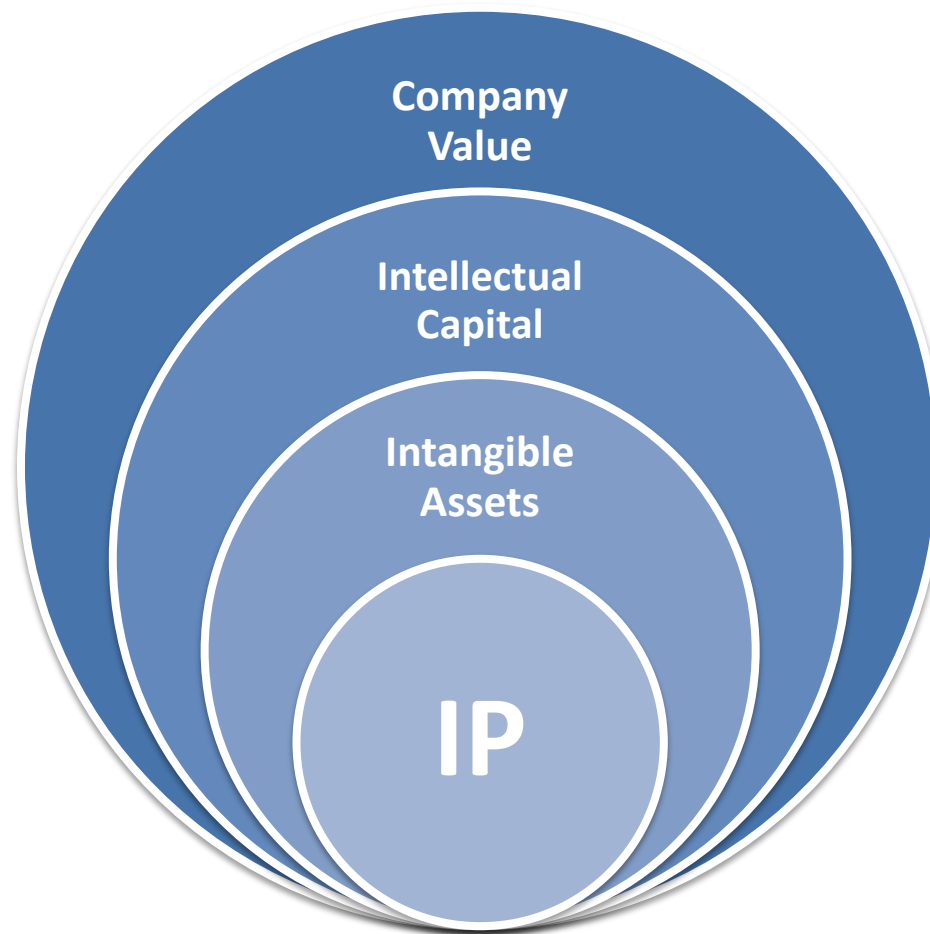 Company
Value
Intellectual
Capital
Intangible
Assets
IP